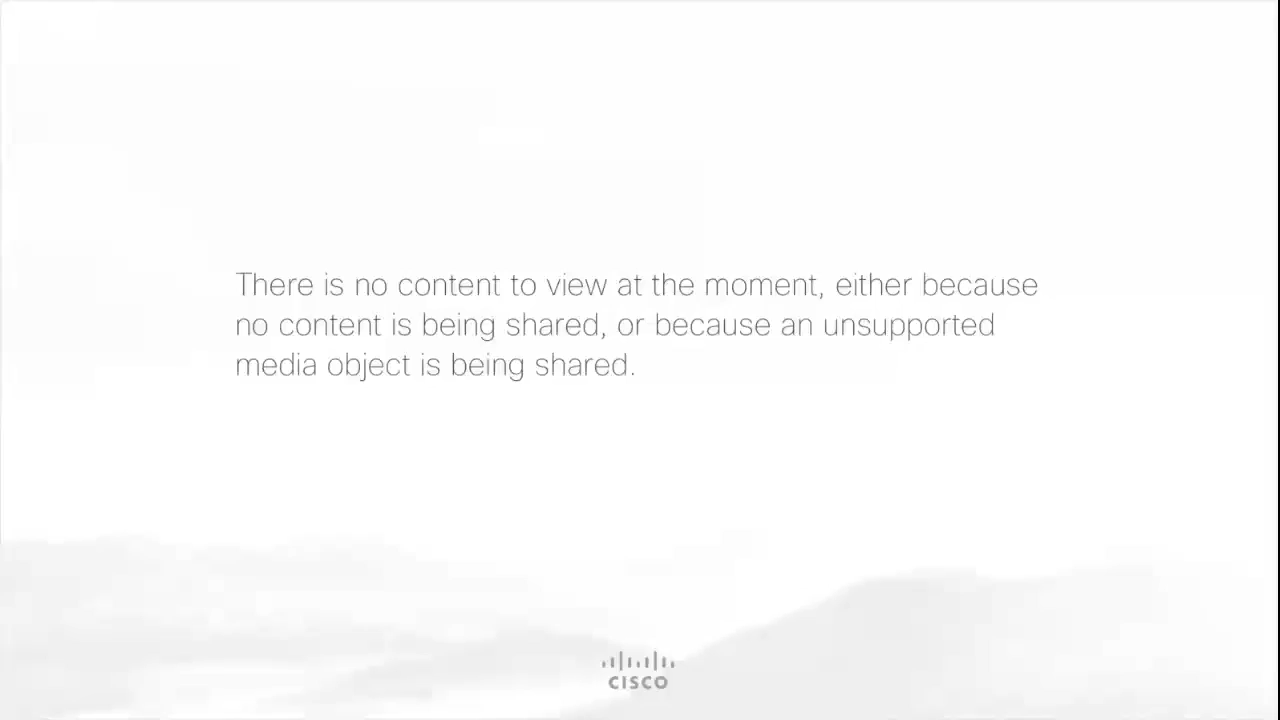 There is no content to view at the moment, either because
no content is being shared, or because an unsupported
media object is being shared.
CISCO